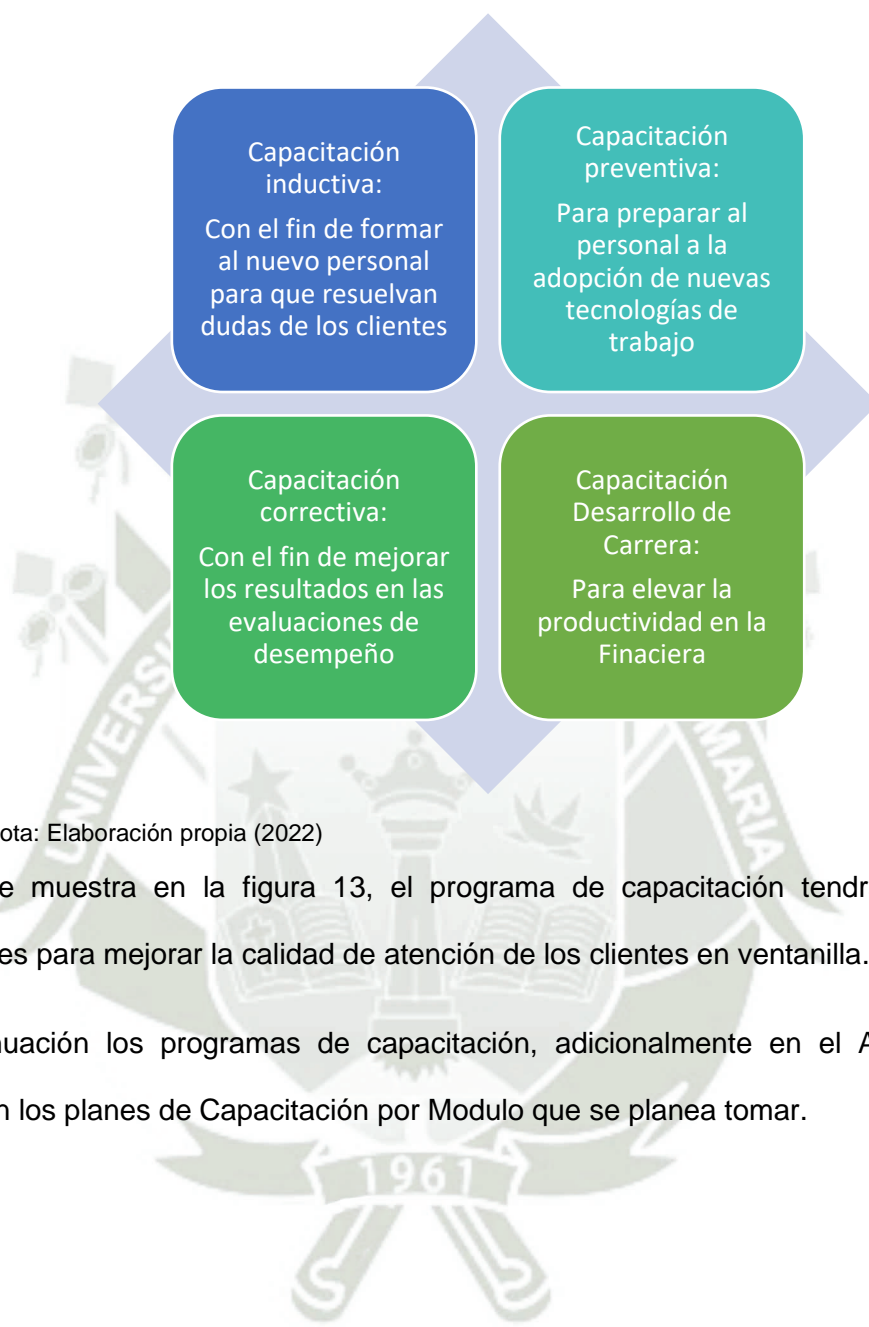 Capacitación
inductiva:
Con el fin de formar
al nuevo personal
para que resuelvan
dudas de los clientes
Capacitación
preventiva:
Para preparar al
personal a la
adopción de nuevas
tecnologías de
trabajo
Capacitación
correctiva:
Con el fin de mejorar
los resultados en las
evaluaciones de
desempeño
Capacitación
Desarrollo de
Carrera:
Para elevar la
productividad en la
Finaciera
ota: Elaboración propia (2022)
e muestra en la figura 13, el programa de capacitación tendr
es para mejorar la calidad de atención de los clientes en ventanilla.
nuación los programas de capacitación, adicionalmente en el A
n los planes de Capacitación por Modulo que se planea tomar.
UNIVERS
MARIA
1961